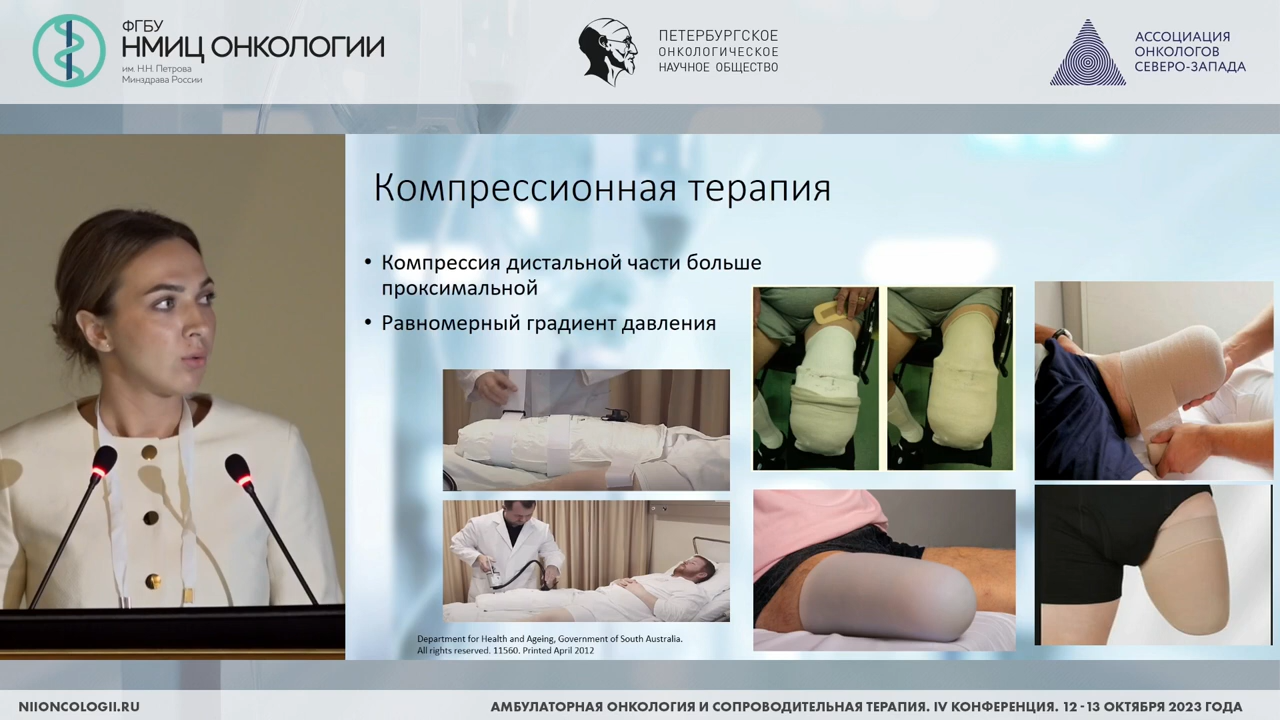 ФГБУ
НМИЦ ОНКОЛОГИИ
им. Н.Н. Петрова
Минздрава России
ПЕТЕРБУРГСКОЕ
ОНКОЛОГИЧЕСКОЕ
НАУЧНОЕ ОБЩЕСТВО
АССОЦИАЦИЯ
ОНКОЛОГОВ
СЕВЕРО-ЗАПАДА
Компрессионная терапия
• Компрессия дистальной части больше
проксимальной
• Равномерный градиент давления
Department for Health and Ageing, Government of South Australia.
All rights reserved. 11560. Printed April 2012
NIIONCOLOGII.RU
АМБУЛАТОРНАЯ ОНКОЛОГИЯ И СОПРОВОДИТЕЛЬНАЯ ТЕРАПИЯ. IV КОНФЕРЕНЦИЯ. 12 - 13 ОКТЯБРЯ 2023 ГОДА